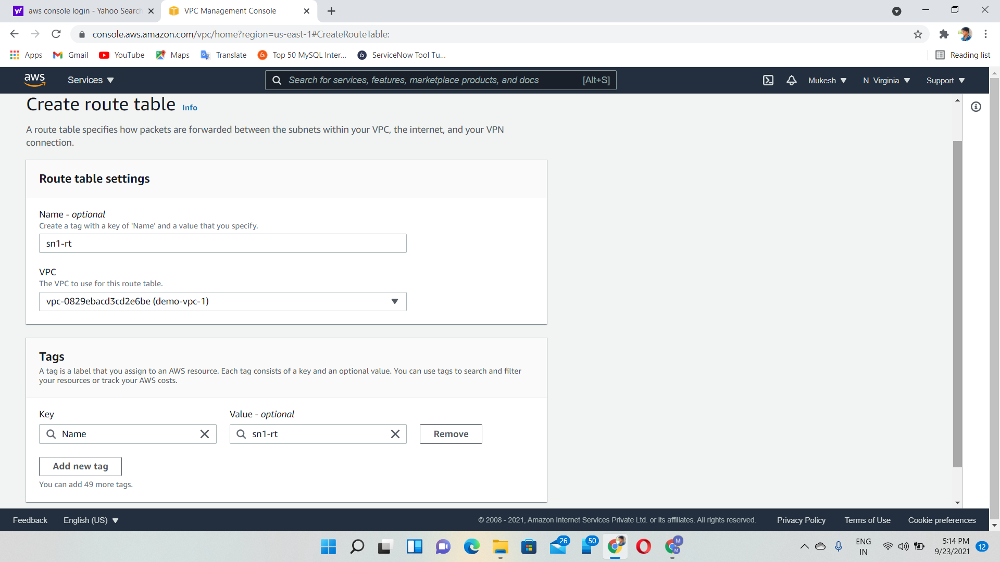 aws console login - Yahoo Search
VPC Management Console
console.aws.amazon.com/vpc/home?region=us-east-1#CreateRouteTable:
Apps
Gmail
YouTube
Maps
Translate
Top 50 MySQL Inter...
ServiceNow Tool Tu...
Reading list
aws
Services
Search for services, features, marketplace products, and docs
[Alt+S]
Mukesh
N. Virginia
Support
Create route table Info
A route table specifies how packets are forwarded between the subnets within your VPC, the internet, and your VPN
connection.
Route table settings
Name - optional
Create a tag with a key of 'Name' and a value that you specify.
sn1-rt
VPC
The VPC to use for this route table.
vpc-0829ebacd3cd2e6be (demo-vpc-1)
Tags
A tag is a label that you assign to an AWS resource. Each tag consists of a key and an optional value. You can use tags to search and filter
your resources or track your AWS costs.
Key
Value - optional
Name
sn1-rt
Remove
Add new tag
You can add 49 more tags.
Feedback
English (US)
© 2008 - 2021, Amazon Internet Services Private Ltd. or its affiliates. All rights reserved.
Privacy Policy
Terms of Use
Cookie preferences
26
50
M
M
ENG
IN
5:14 PM
9/23/2021
12